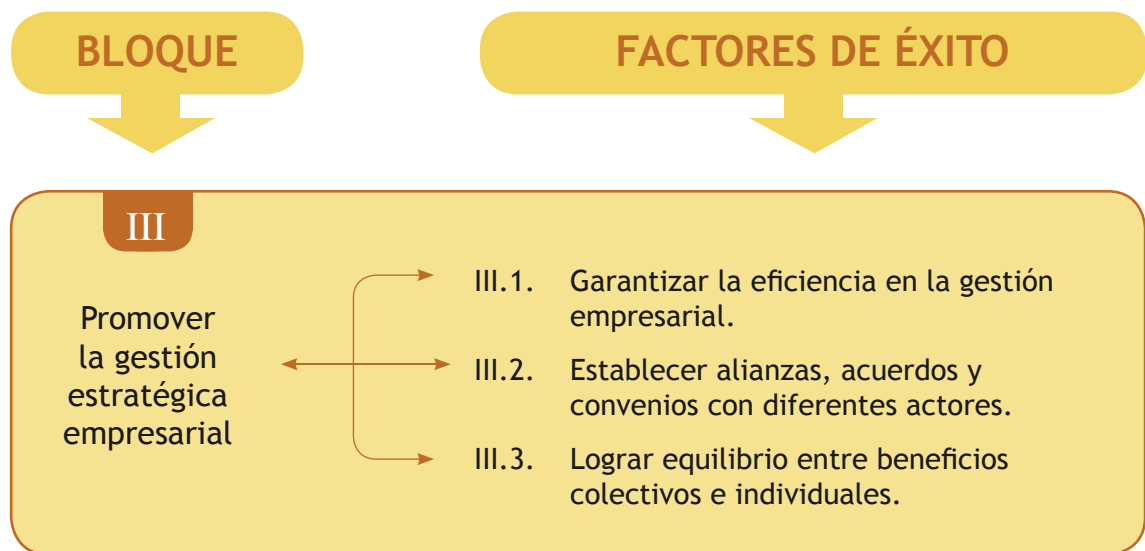 BLOQUE
FACTORES DE ÉXITO
III
Promover
la gestión
estratégica
empresarial
III.1. Garantizar la eficiencia en la gestión
empresarial.
III.2. Establecer alianzas, acuerdos y
convenios con diferentes actores.
III.3. Lograr equilibrio entre beneficios
colectivos e individuales.